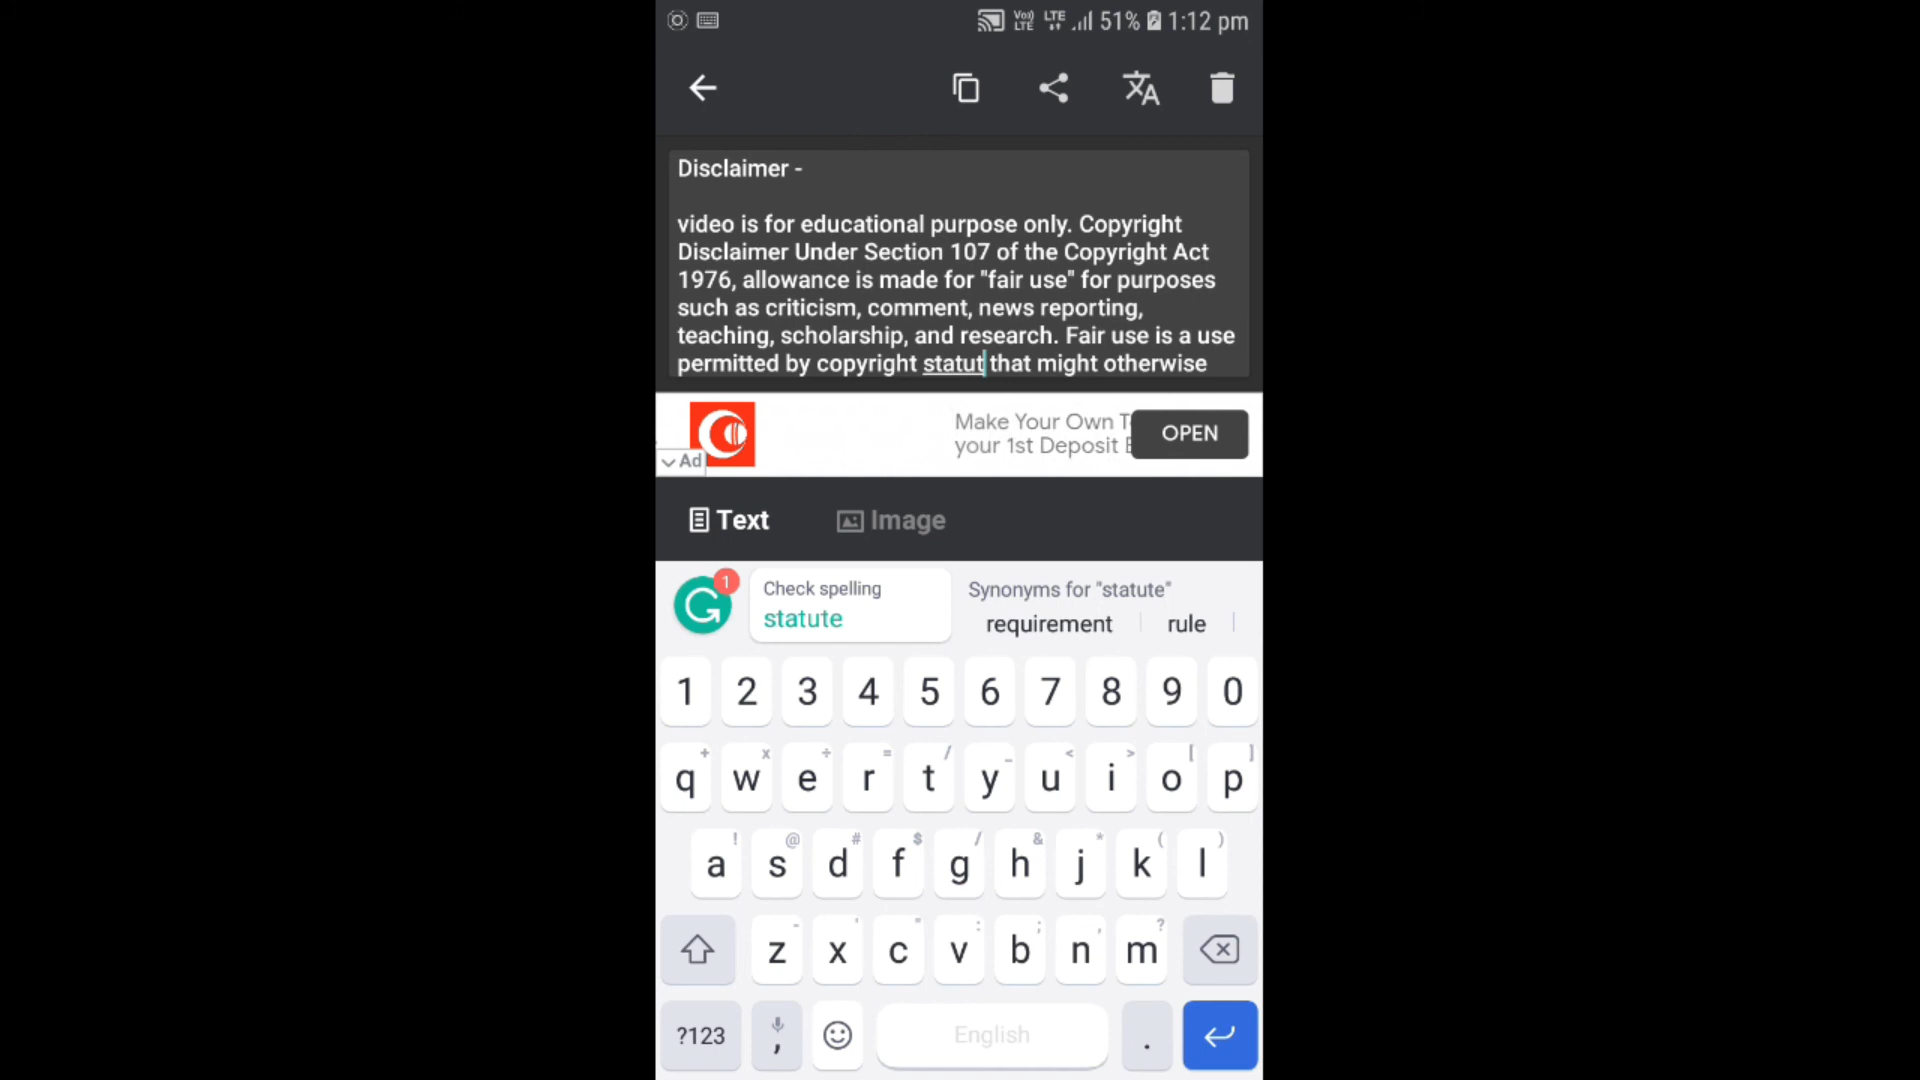 Vo)) LTE LTE 51% 1:12 pm
Disclaimer -
video is for educational purpose only. Copyright
Disclaimer Under Section 107 of the Copyright Act
1976, allowance is made for "fair use" for purposes
such as criticism, comment, news reporting,
teaching, scholarship, and research. Fair use is a use
permitted by copyright statut that might otherwise
Make Your Own T
your 1st Deposit
OPEN
Ad
Text Image
1
Check spelling
statute
Synonyms for "statute"
requirement rule
1 2 3 4 5 6 7 8 9 0
+ x ÷ = / _ < > [ ]
q w e r t y u i o p
! @ # $ / & * ( )
a s d f g h j k l
- ' " : ; , ?
z x c v b n m
?123 , English .